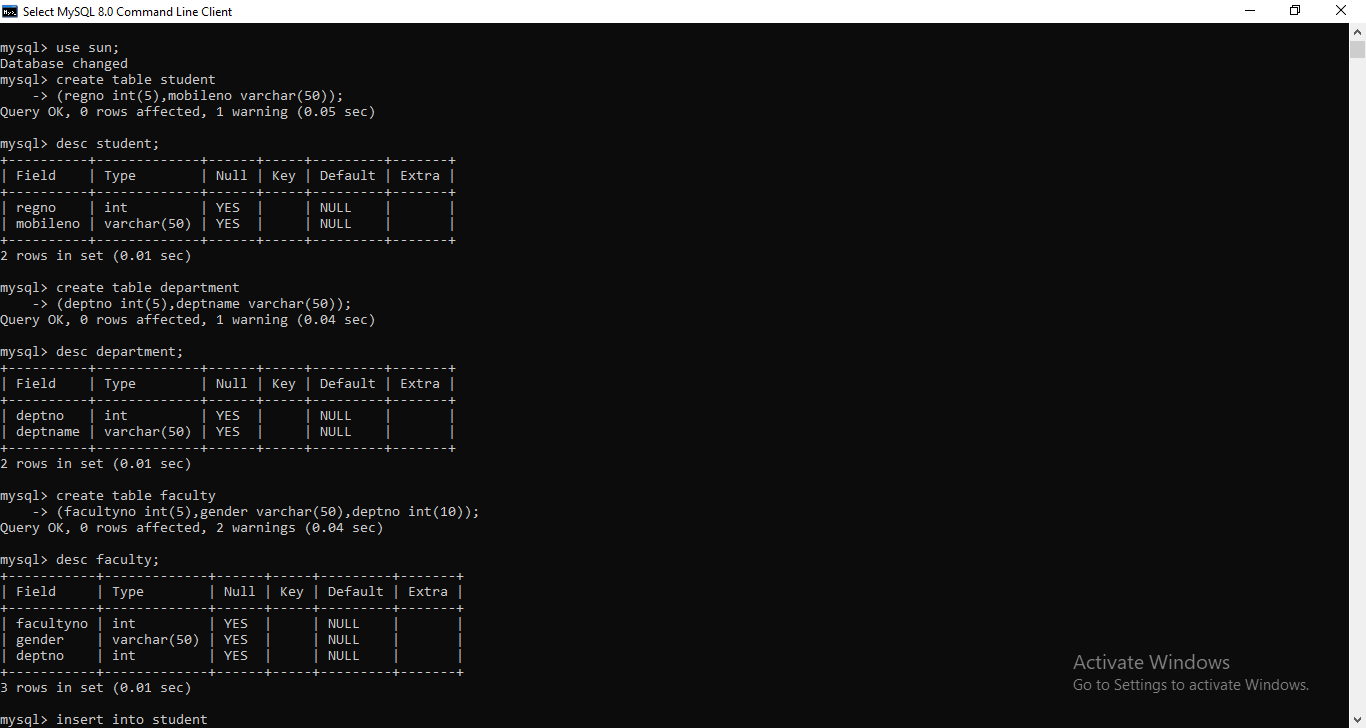 Select MySQL 8.0 Command Line Client
mysql> use sun;
Database changed
mysql> create table student
    -> (regno int(5),mobileno varchar(50));
Query OK, 0 rows affected, 1 warning (0.05 sec)

mysql> desc student;
+----------+-------------+------+-----+---------+-------+
| Field    | Type        | Null | Key | Default | Extra |
+----------+-------------+------+-----+---------+-------+
| regno    | int         | YES  |     | NULL    |       |
| mobileno | varchar(50) | YES  |     | NULL    |       |
+----------+-------------+------+-----+---------+-------+
2 rows in set (0.01 sec)

mysql> create table department
    -> (deptno int(5),deptname varchar(50));
Query OK, 0 rows affected, 1 warning (0.04 sec)

mysql> desc department;
+----------+-------------+------+-----+---------+-------+
| Field    | Type        | Null | Key | Default | Extra |
+----------+-------------+------+-----+---------+-------+
| deptno   | int         | YES  |     | NULL    |       |
| deptname | varchar(50) | YES  |     | NULL    |       |
+----------+-------------+------+-----+---------+-------+
2 rows in set (0.01 sec)

mysql> create table faculty
    -> (facultyno int(5),gender varchar(50),deptno int(10));
Query OK, 0 rows affected, 2 warnings (0.04 sec)

mysql> desc faculty;
+-----------+-------------+------+-----+---------+-------+
| Field     | Type        | Null | Key | Default | Extra |
+-----------+-------------+------+-----+---------+-------+
| facultyno | int         | YES  |     | NULL    |       |
| gender    | varchar(50) | YES  |     | NULL    |       |
| deptno    | int         | YES  |     | NULL    |       |
+-----------+-------------+------+-----+---------+-------+
3 rows in set (0.01 sec)

mysql> insert into student
Activate Windows
Go to Settings to activate Windows.